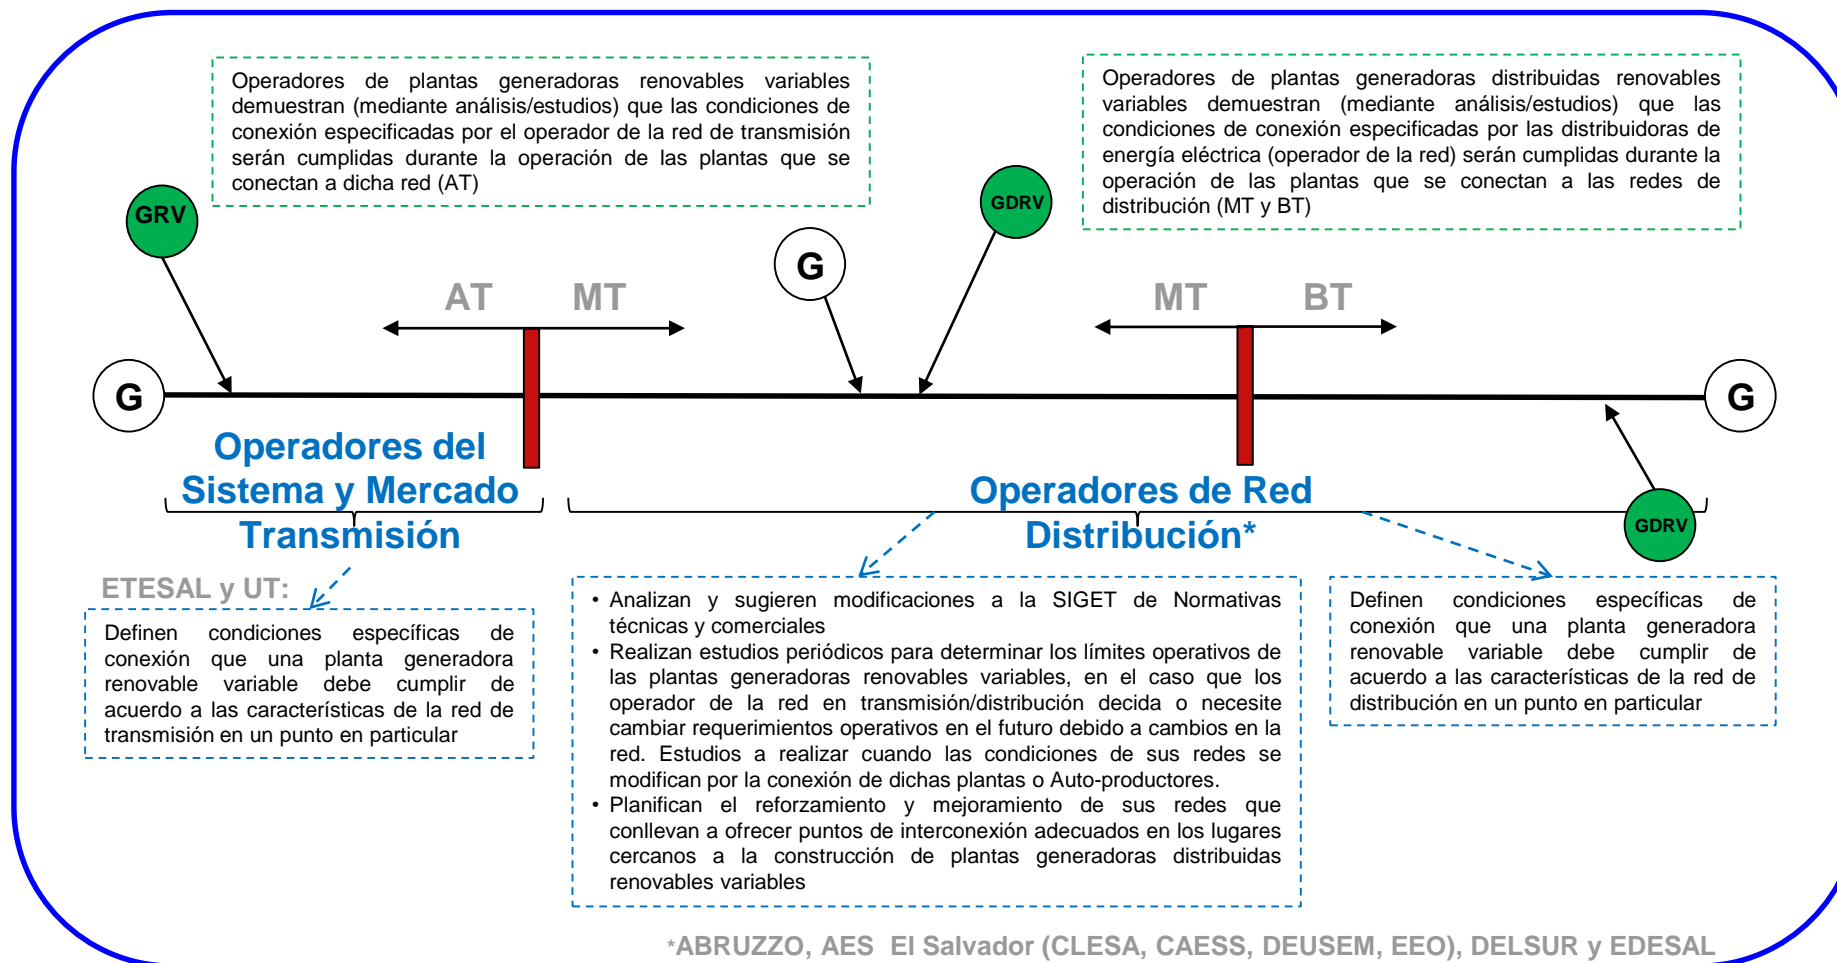 Operadores de plantas generadoras renovables variables
demuestran (mediante análisis/estudios) que las condiciones de
conexión especificadas por el operador de la red de transmisión
serán cumplidas durante la operación de las plantas que se
conectan a dicha red (AT)
Operadores de plantas generadoras distribuidas renovables
variables demuestran (mediante análisis/estudios) que las
condiciones de conexión especificadas por las distribuidoras de
energía eléctrica (operador de la red) serán cumplidas durante la
operación de las plantas que se conectan a las redes de
distribución (MT y BT)
GRV
GDRV
G
AT
MT
MT
BT
G
G
Operadores del
Sistema y Mercado
Transmisión
Operadores de Red
Distribución*
GDRV
ETESAL y UT:
Definen condiciones específicas de
conexión que una planta generadora
renovable variable debe cumplir de
acuerdo a las características de la red de
transmisión en un punto en particular
• Analizan y sugieren modificaciones a la SIGET de Normativas
técnicas y comerciales
• Realizan estudios periódicos para determinar los límites operativos de
las plantas generadoras renovables variables, en el caso que los
operador de la red en transmisión/distribución decida o necesite
cambiar requerimientos operativos en el futuro debido a cambios en la
red. Estudios a realizar cuando las condiciones de sus redes se
modifican por la conexión de dichas plantas o Auto-productores.
• Planifican el reforzamiento y mejoramiento de sus redes que
conllevan a ofrecer puntos de interconexión adecuados en los lugares
cercanos a la construcción de plantas generadoras distribuidas
renovables variables
Definen condiciones específicas de
conexión que una planta generadora
renovable variable debe cumplir de
acuerdo a las características de la red de
distribución en un punto en particular
*ABRUZZO, AES El Salvador (CLESA, CAESS, DEUSEM, EEO), DELSUR y EDESAL